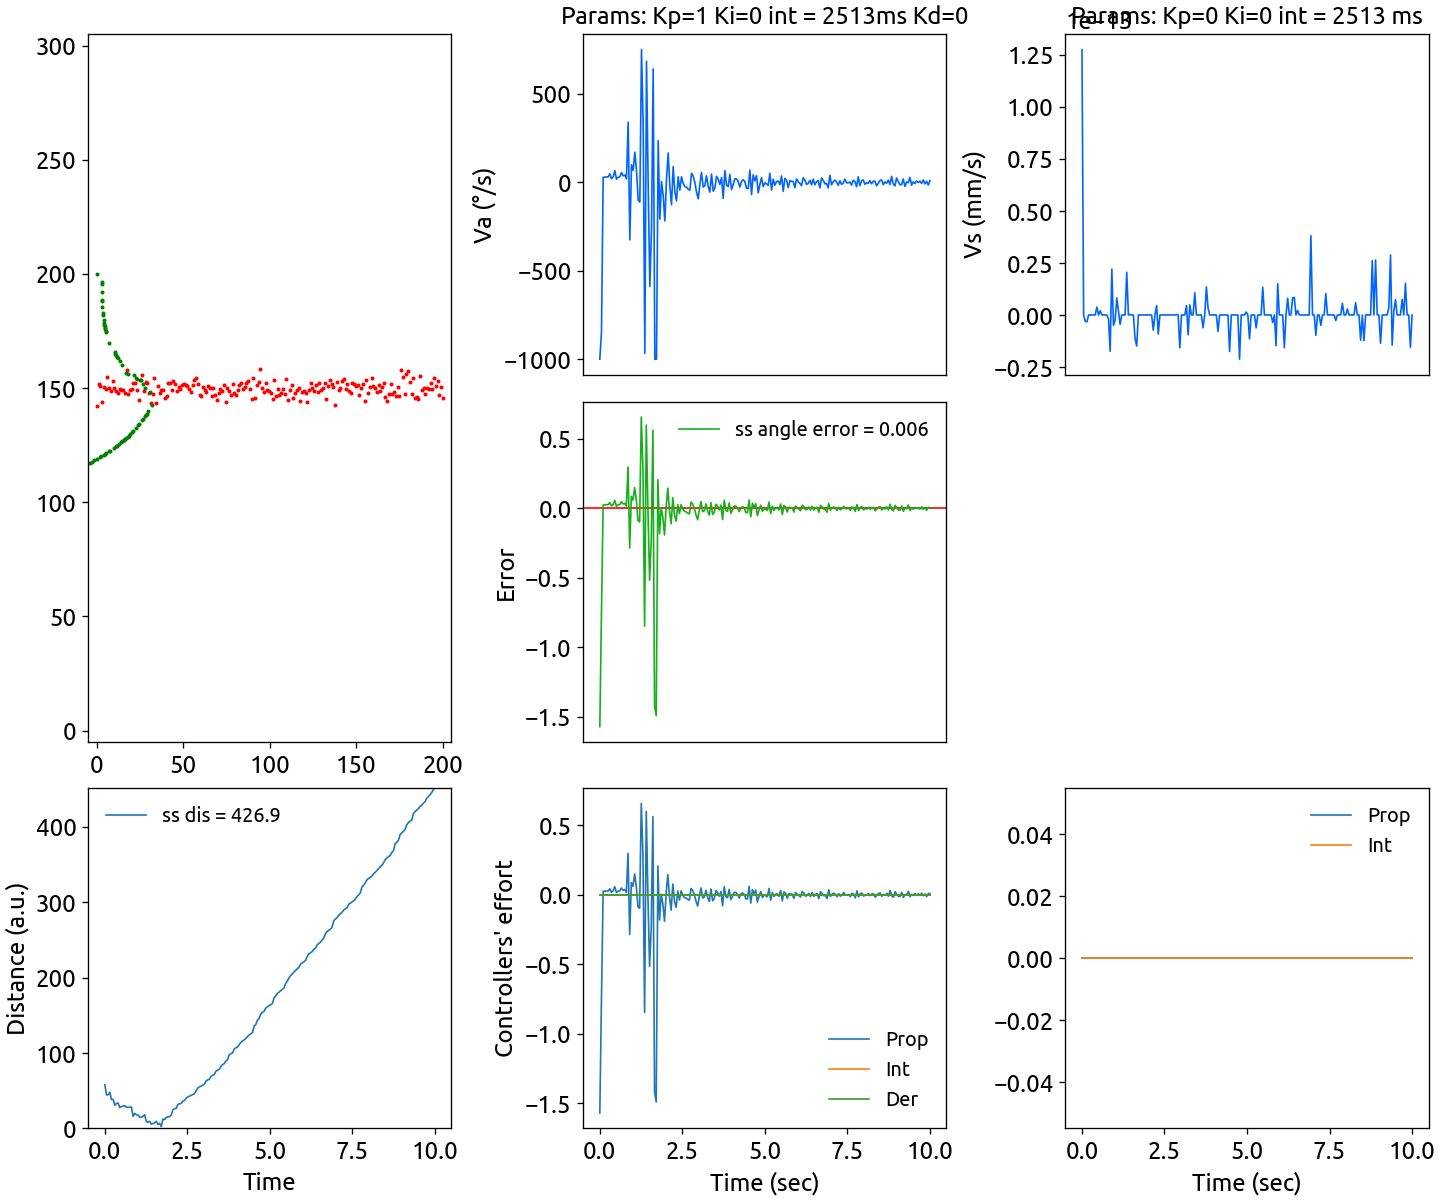 Params: Kp=1 Ki=0 int = 2513ms Kd=0
Params: Kp=0 Ki=0 int = 2513 ms
1e−13
300
250
200
150
100
50
0
0 50 100 150 200
Va (°/s)
500
0
−500
−1000
Vs (mm/s)
1.25
1.00
0.75
0.50
0.25
0.00
−0.25
Error
0.5
0.0
−0.5
−1.0
−1.5
ss angle error = 0.006
Distance (a.u.)
400
300
200
100
0
ss dis = 426.9
0.0 2.5 5.0 7.5 10.0
Time
Controllers' effort
0.5
0.0
−0.5
−1.0
−1.5
Prop
Int
Der
0.0 2.5 5.0 7.5 10.0
Time (sec)
0.04
0.02
0.00
−0.02
−0.04
Prop
Int
0.0 2.5 5.0 7.5 10.0
Time (sec)